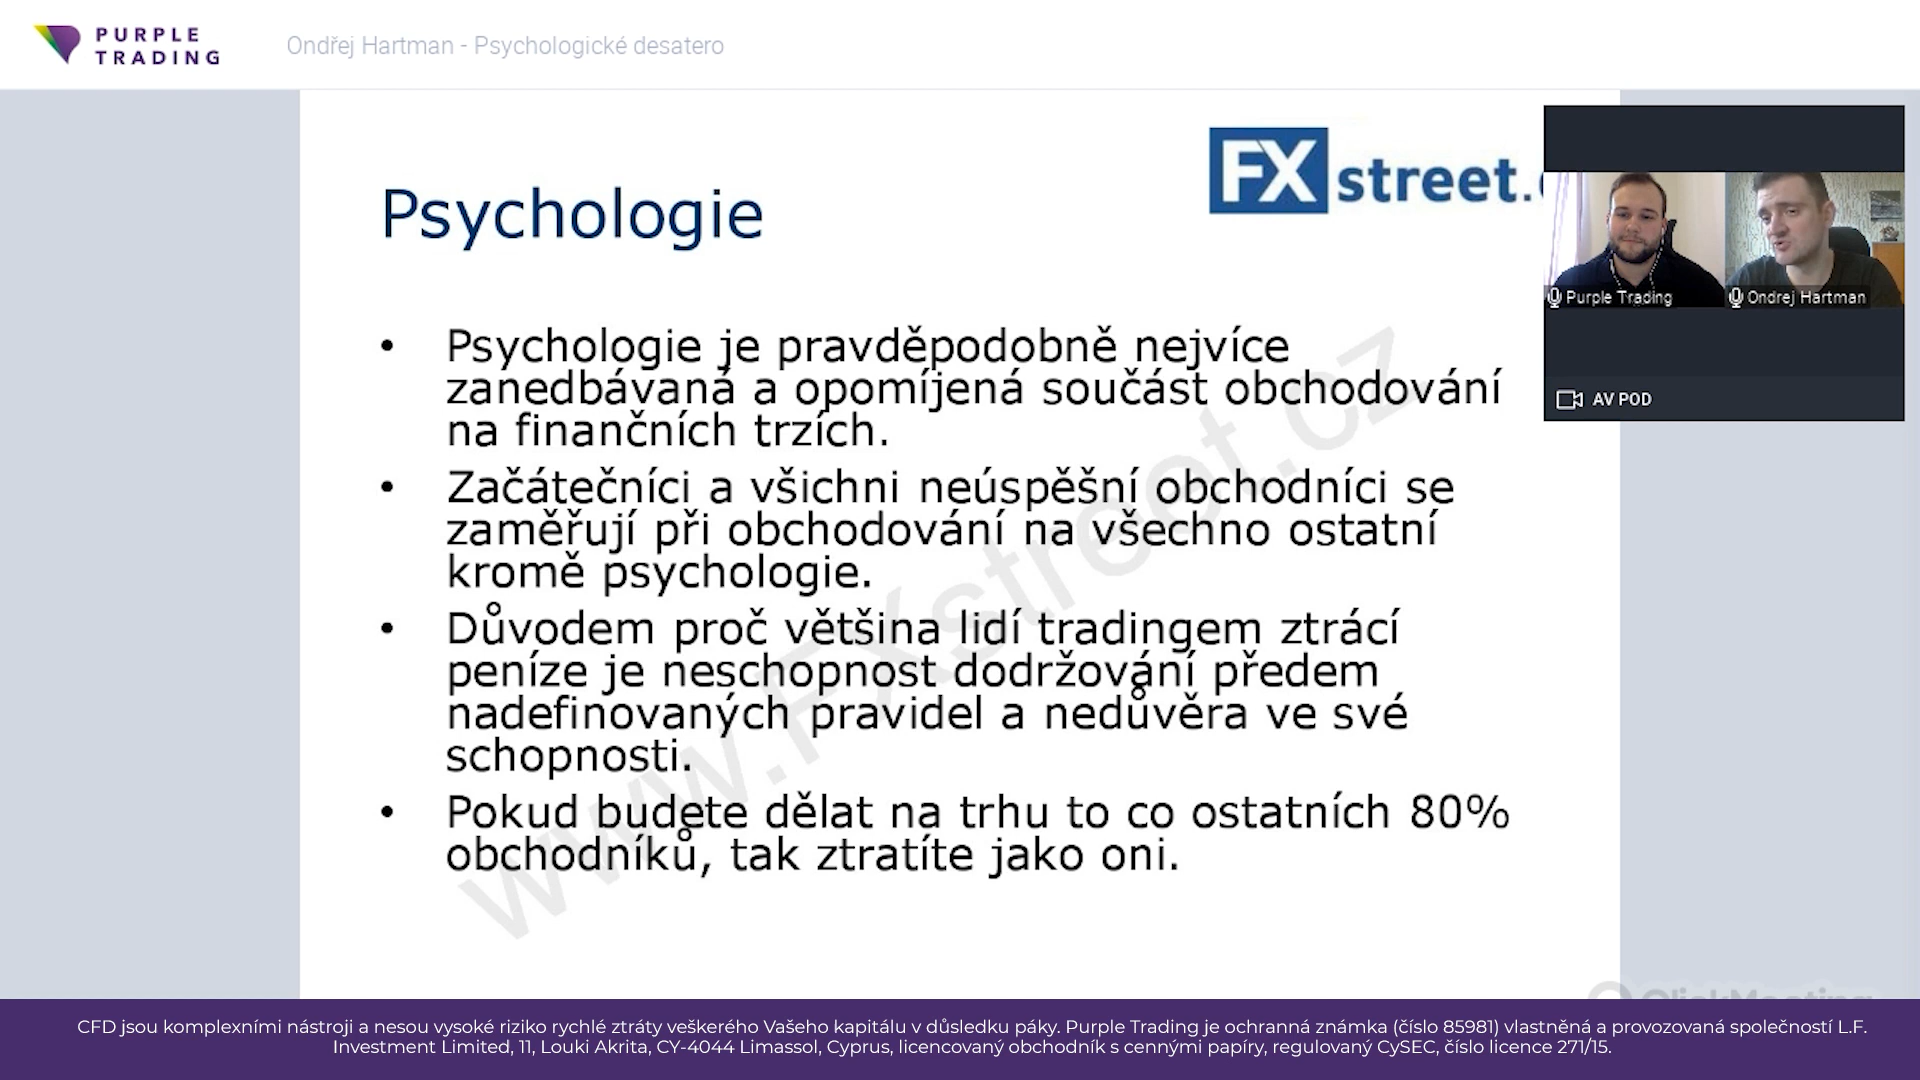 PURPLE
TRADING
Ondřej Hartman - Psychologické desatero
FXstreet.
Psychologie
Purple Trading
Ondrej Hartman
AV POD
• Psychologie je pravděpodobně nejvíce
zanedbávaná a opomíjená součást obchodování
na finančních trzích.
• Začátečníci a všichni neúspěšní obchodníci se
zaměřují při obchodování na všechno ostatní
kromě psychologie.
• Důvodem proč většina lidí tradingem ztrácí
peníze je neschopnost dodržování předem
nadefinovaných pravidel a nedůvěra ve své
schopnosti.
• Pokud budete dělat na trhu to co ostatních 80%
obchodníků, tak ztratíte jako oni.
www.FXstreet.cz
CFD jsou komplexními nástroji a nesou vysoké riziko rychlé ztráty veškerého Vašeho kapitálu v důsledku páky. Purple Trading je ochranná známka (číslo 85981) vlastněná a provozovaná společností L.F.
Investment Limited, 11, Louki Akrita, CY-4044 Limassol, Cyprus, licencovaný obchodník s cennými papíry, regulovaný CySEC, číslo licence 271/15.